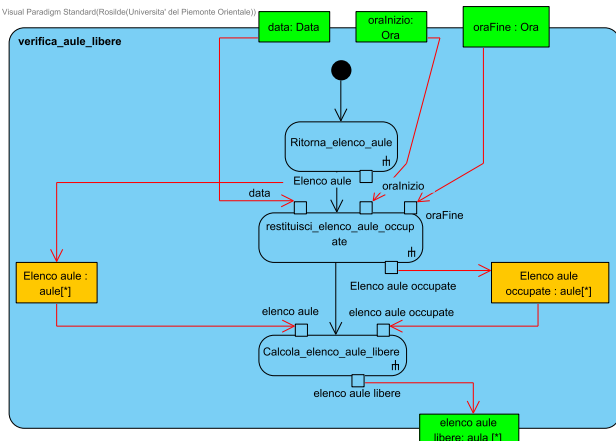 Visual Paradigm Standard(Rosilde(Universita' del Piemonte Orientale))
data: Data
oraInizio:
Ora
oraFine : Ora
verifica_aule_libere
Ritorna_elenco_aule
Elenco aule
oraInizio
data
oraFine
restituisci_elenco_aule_occup
ate
Elenco aule :
aule[*]
Elenco aule occupate
Elenco aule
occupate : aule[*]
elenco aule
elenco aule occupate
Calcola_elenco_aule_libere
elenco aule libere
elenco aule
libere: aula [*]